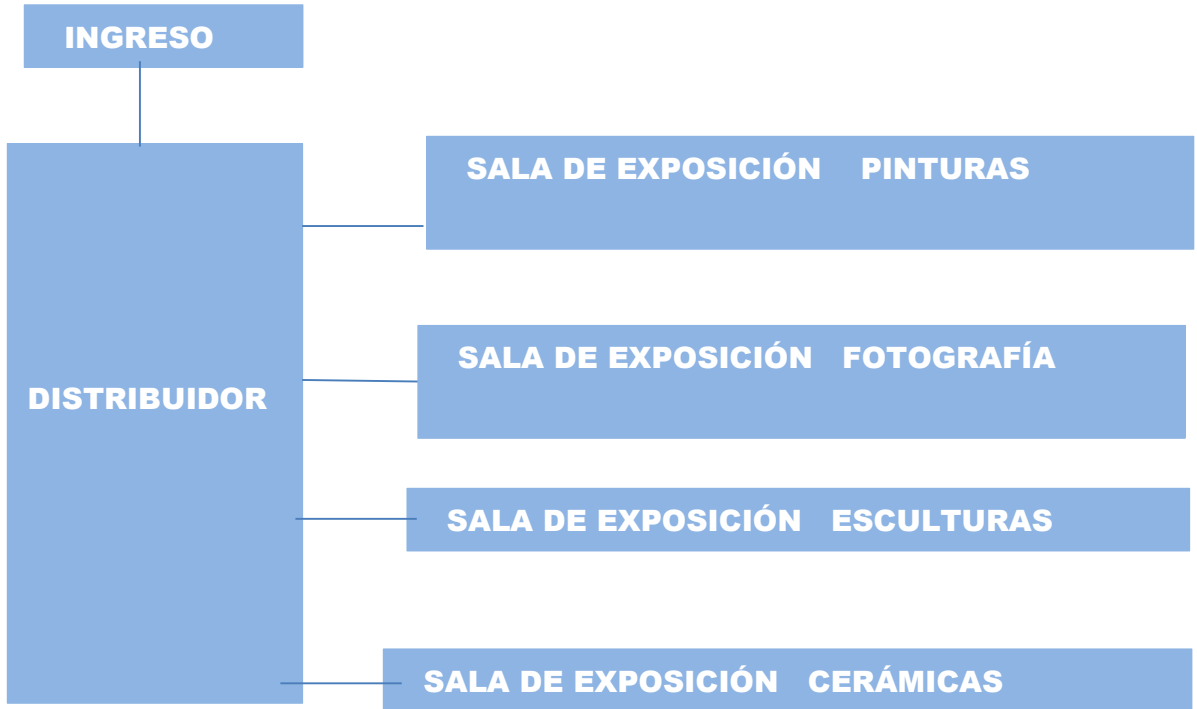 INGRESO
SALA DE EXPOSICIÓN PINTURAS
SALA DE EXPOSICIÓN FOTOGRAFÍA
DISTRIBUIDOR
SALA DE EXPOSICIÓN ESCULTURAS
SALA DE EXPOSICIÓN CERÁMICAS